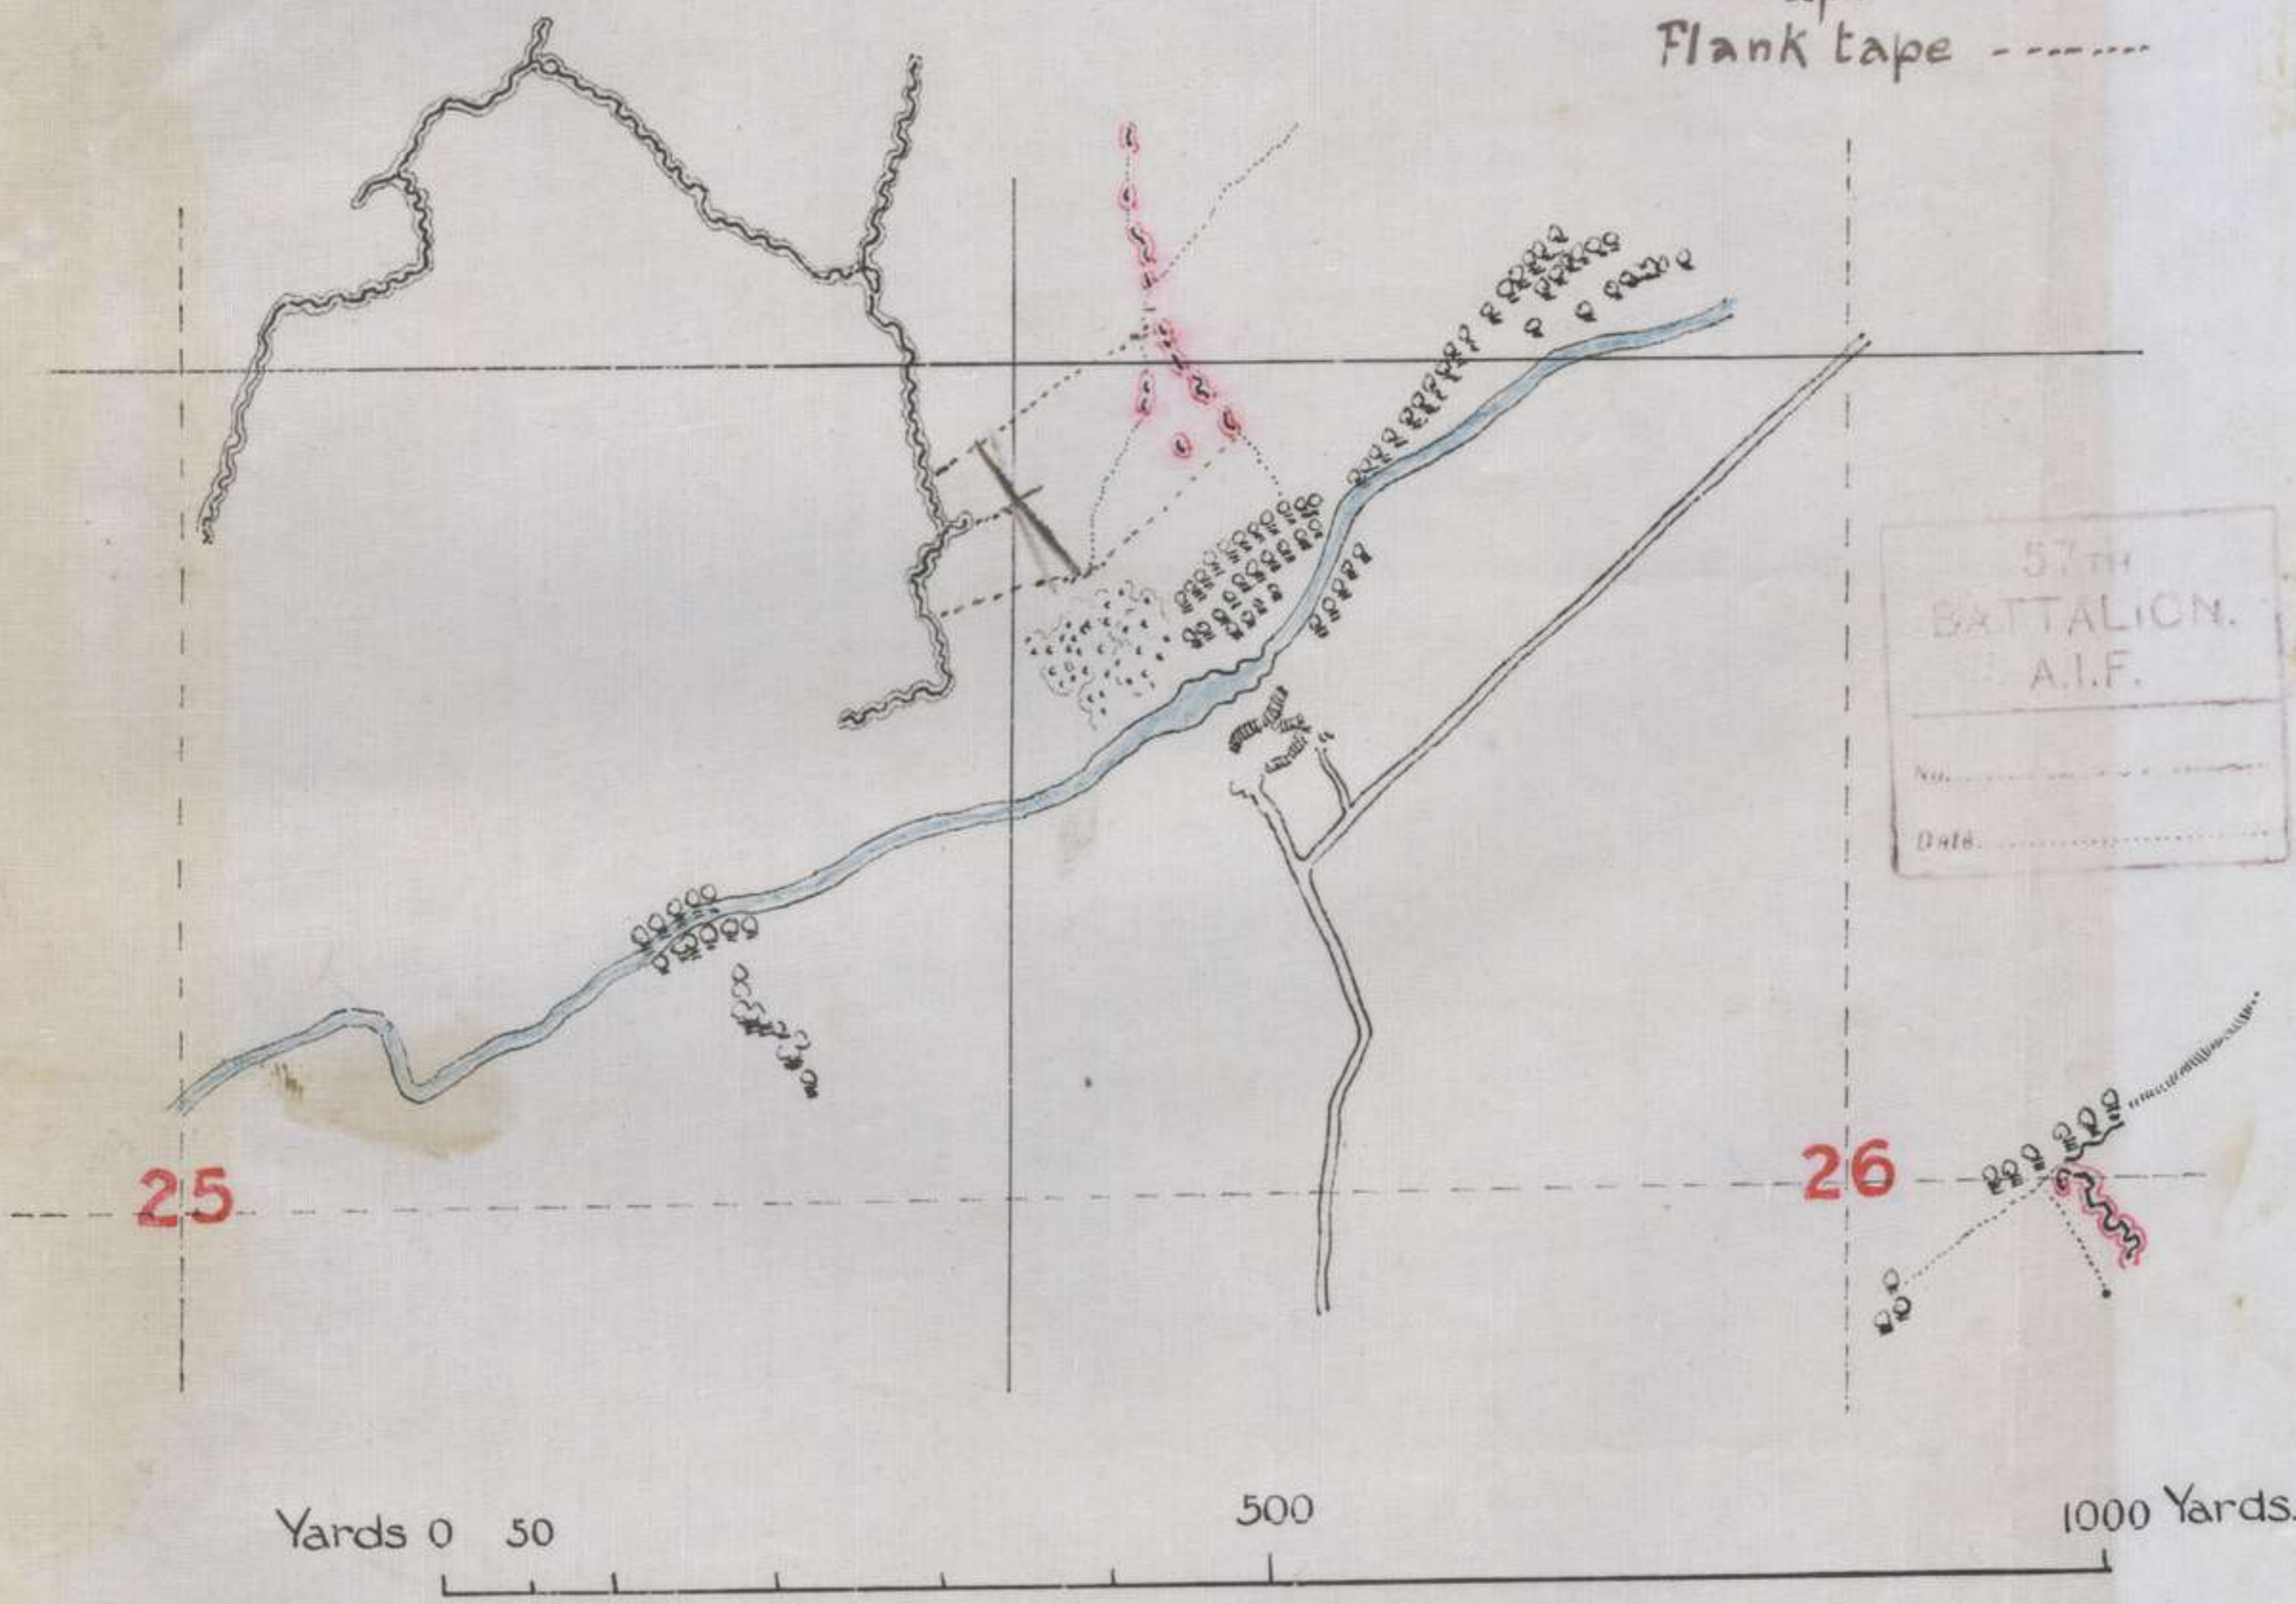 Flank tape
57TH
BATTALION.
A.I.F.
No.
DATE.
25
26
Yards 0 50 500 1000 Yards.